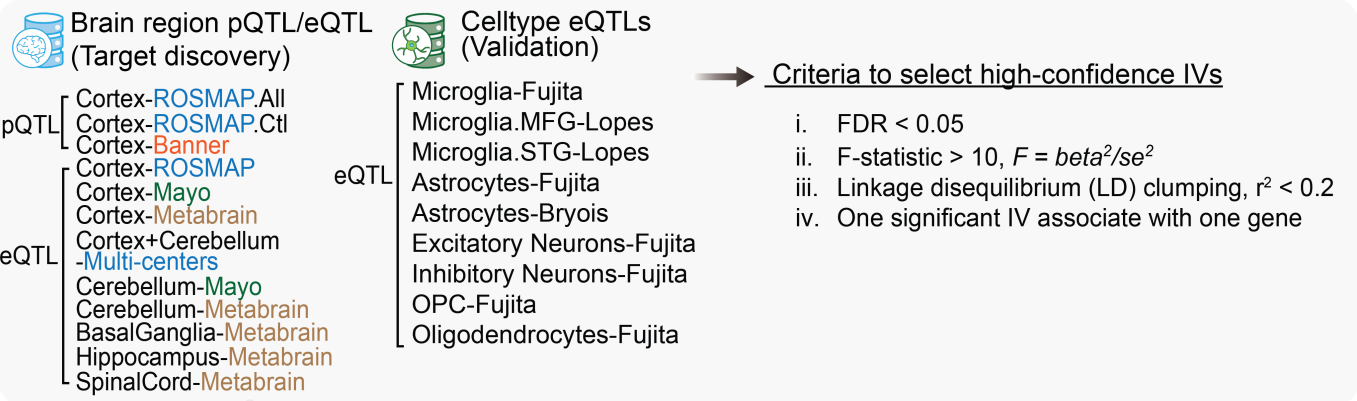 Brain region pQTL/eQTL
(Target discovery)
pQTL
Cortex-ROSMAP.All
Cortex-ROSMAP.Ctl
Cortex-Banner
eQTL
Cortex-ROSMAP
Cortex-Mayo
Cortex-Metabrain
Cortex+Cerebellum
-Multi-centers
Cerebellum-Mayo
Cerebellum-Metabrain
BasalGanglia-Metabrain
Hippocampus-Metabrain
SpinalCord-Metabrain
Celltype eQTLs
(Validation)
eQTL
Microglia-Fujita
Microglia.MFG-Lopes
Microglia.STG-Lopes
Astrocytes-Fujita
Astrocytes-Bryois
Excitatory Neurons-Fujita
Inhibitory Neurons-Fujita
OPC-Fujita
Oligodendrocytes-Fujita
Criteria to select high-confidence IVs
i. FDR < 0.05
ii. F-statistic > 10, F = beta²/se²
iii. Linkage disequilibrium (LD) clumping, r² < 0.2
iv. One significant IV associate with one gene